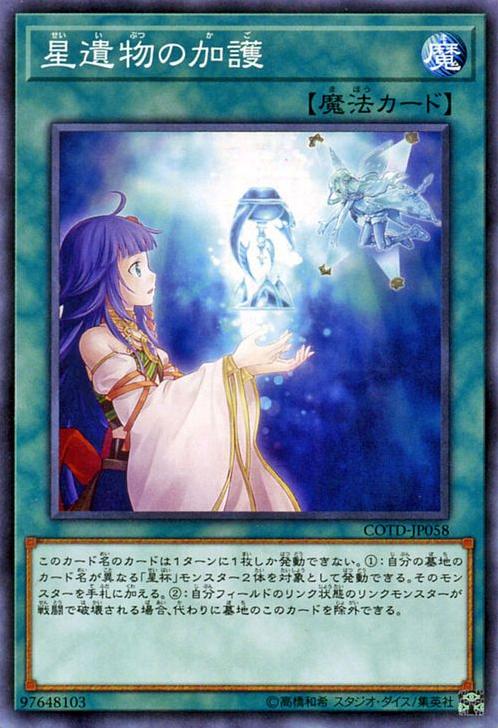 星遺物の加護
魔
【魔法カード】
COTD-JP058
このカード名のカードは1ターンに1枚しか発動できない。①:自分の墓地の
カード名が異なる「星杯」モンスター2体を対象として発動できる。そのモン
スターを手札に加える。②:自分フィールドのリンク状態のリンクモンスターが
戦闘で破壊される場合、代わりに墓地のこのカードを除外できる。
97648103
©高橋和希 スタジオ・ダイス/集英社